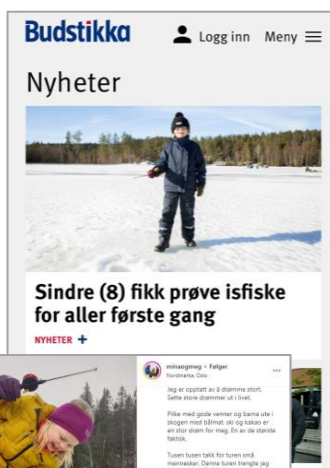 Budstikka
Logg inn Meny
Nyheter
Sindre (8) fikk prøve isfiske
for aller første gang
NYHETER +
minaogmeg • Følger
Nordmarka, Oslo
Jeg er opptatt av å drømme stort.
Sette store drømmer ut i livet.
Pilke med gode venner og barna ute i
skogen med bålmat, ski og kakao er
en stor drøm for meg. En av de største
faktisk.
Tusen tusen takk for turen små
mennesker. Denne turen trengte jeg